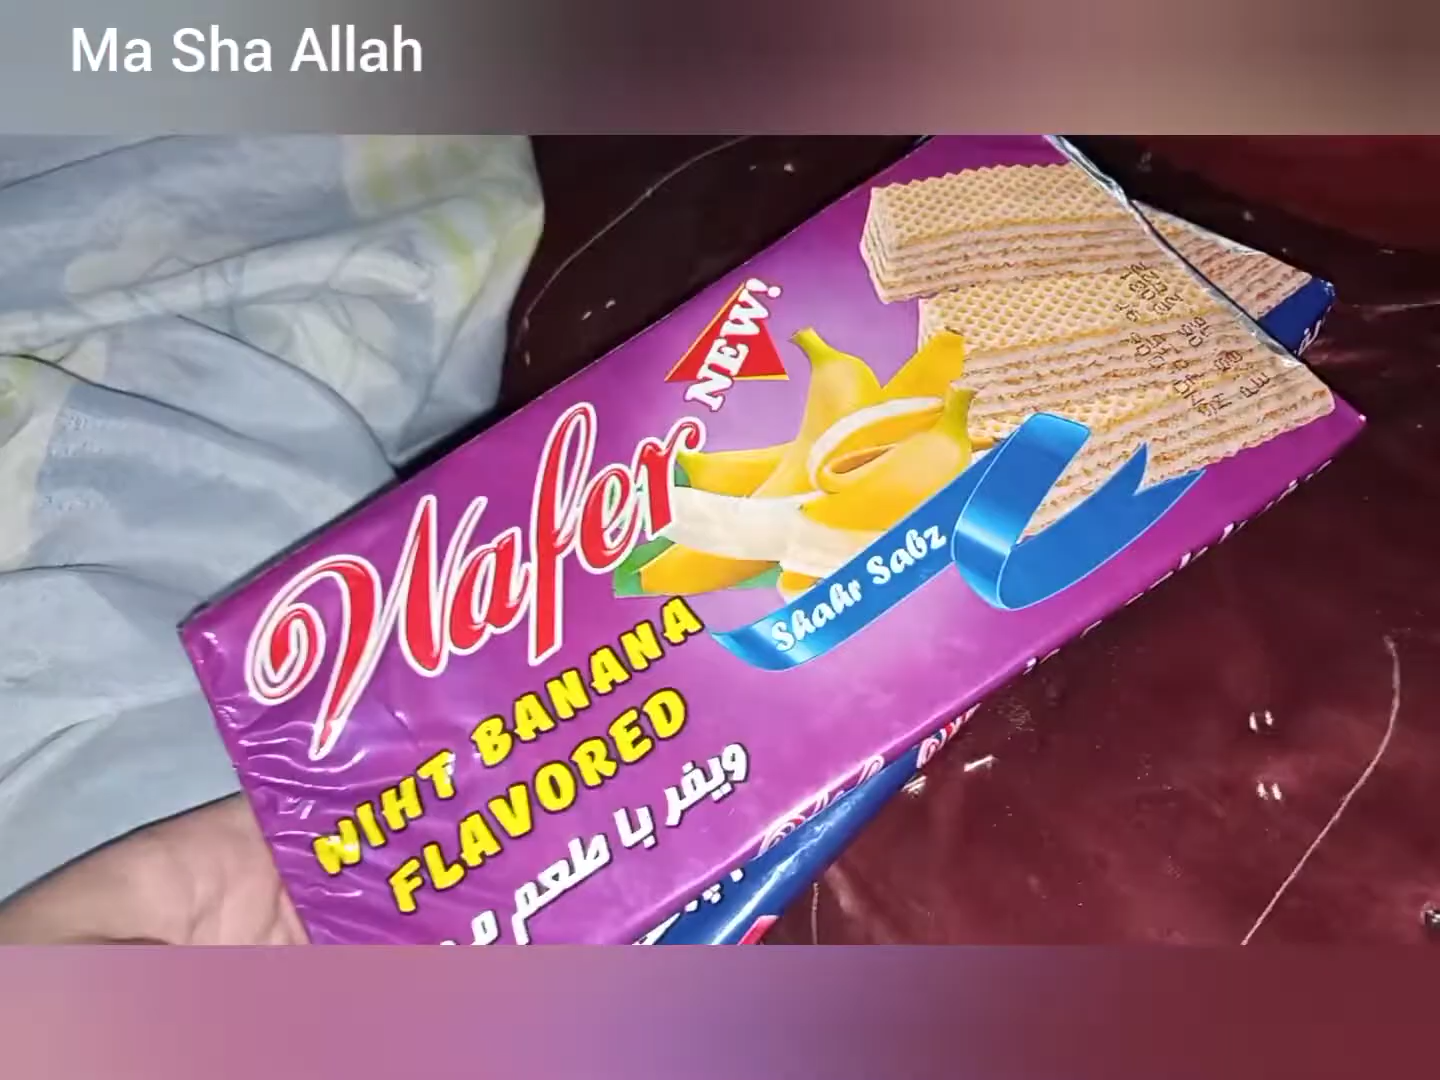 Ma Sha Allah
NEW!
Wafer
Shahr Sabz
WIHT BANANA
FLAVORED
ویفر با طعم